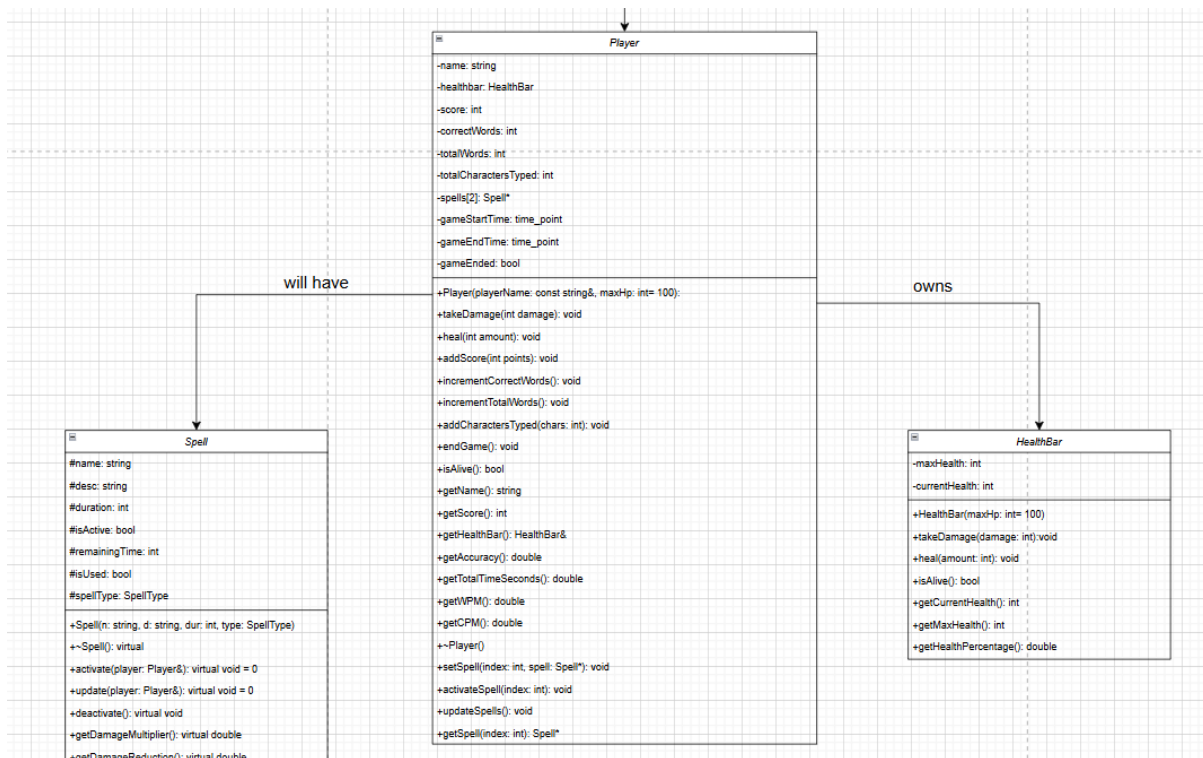 Player
-name: string
-healthbar: HealthBar
-score: int
-correctWords: int
-totalWords: int
-totalCharactersTyped: int
-spells[2]: Spell*
-gameStartTime: time_point
-gameEndTime: time_point
-gameEnded: bool
+Player(playerName: const string&, maxHp: int= 100):
+takeDamage(int damage): void
+heal(int amount): void
+addScore(int points): void
+incrementCorrectWords(): void
+incrementTotalWords(): void
+addCharactersTyped(chars: int): void
+endGame(): void
+isAlive(): bool
+getName(): string
+getScore(): int
+getHealthBar(): HealthBar&
+getAccuracy(): double
+getTotalTimeSeconds(): double
+getWPM(): double
+getCPM(): double
+~Player()
+setSpell(index: int, spell: Spell*): void
+activateSpell(index: int): void
+updateSpells(): void
+getSpell(index: int): Spell*
will have
owns
Spell
#name: string
#desc: string
#duration: int
#isActive: bool
#remainingTime: int
#isUsed: bool
#spellType: SpellType
+Spell(n: string, d: string, dur: int, type: SpellType)
+~Spell(): virtual
+activate(player: Player&): virtual void = 0
+update(player: Player&): virtual void = 0
+deactivate(): virtual void
+getDamageMultiplier(): virtual double
+getDamageReduction(): virtual double
HealthBar
-maxHealth: int
-currentHealth: int
+HealthBar(maxHp: int= 100)
+takeDamage(damage: int):void
+heal(amount: int): void
+isAlive(): bool
+getCurrentHealth(): int
+getMaxHealth(): int
+getHealthPercentage(): double